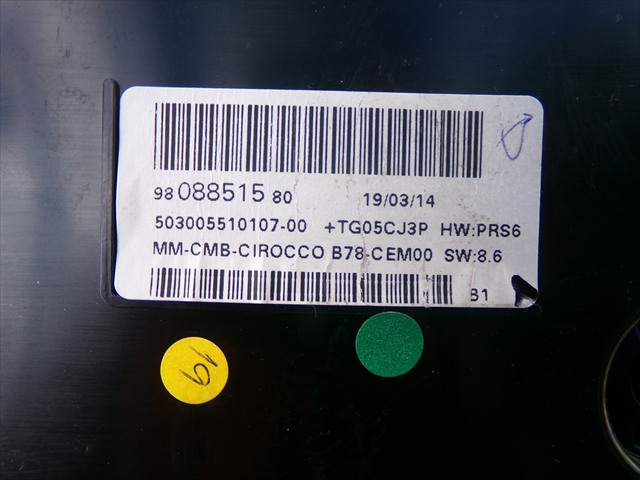 98 088515 80 19/03/14
503005510107-00 +TG05CJ3P HW:PRS6
MM-CMB-CIROCCO B78-CEM00 SW:8.6
B1
19